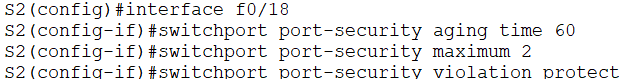 S2(config)#interface f0/18
S2(config-if)#switchport port-security aging time 60
S2(config-if)#switchport port-security maximum 2
S2(config-if)#switchport port-security violation protect